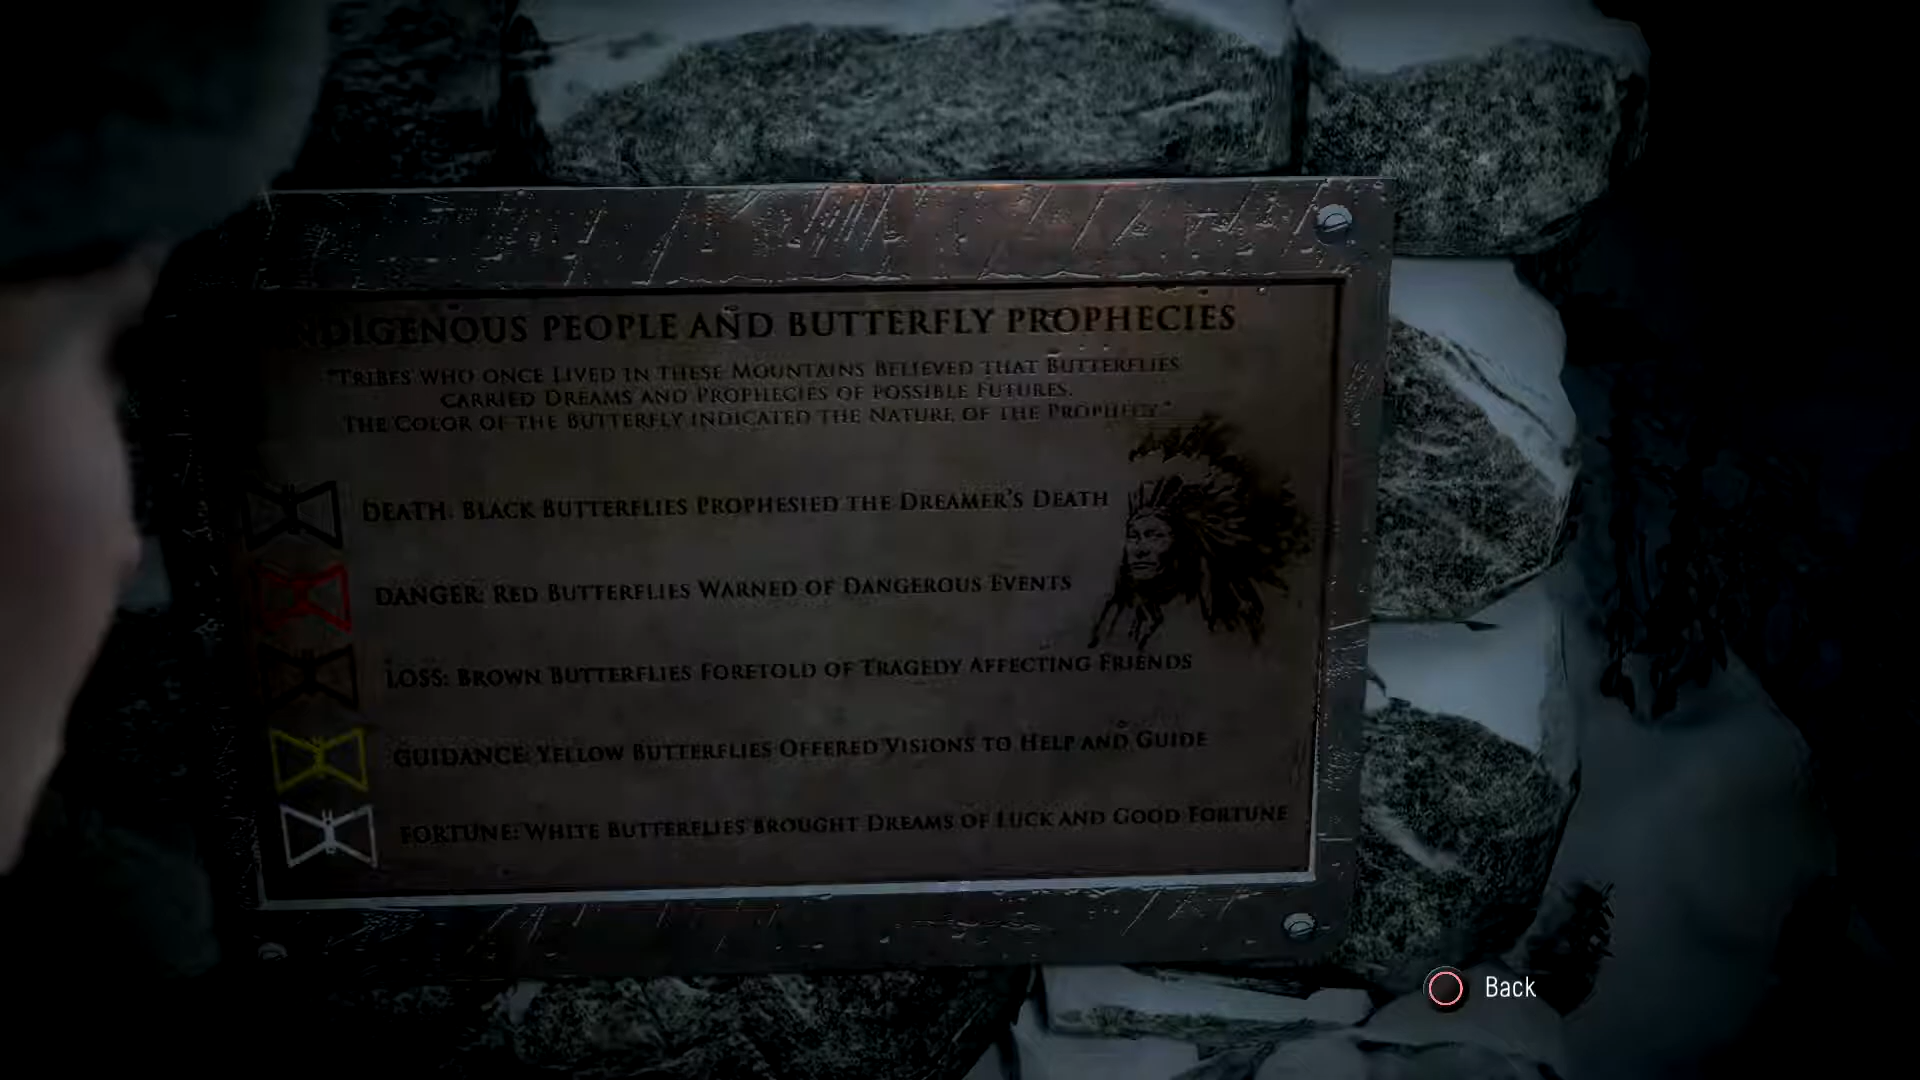 INDIGENOUS PEOPLE AND BUTTERFLY PROPHECIES
"TRIBES WHO ONCE LIVED IN THESE MOUNTAINS BELIEVED THAT BUTTERFLIES
CARRIED DREAMS AND PROPHECIES OF POSSIBLE FUTURES.
THE COLOR OF THE BUTTERFLY INDICATED THE NATURE OF THE PROPHECY."
DEATH: BLACK BUTTERFLIES PROPHESIED THE DREAMER'S DEATH
DANGER: RED BUTTERFLIES WARNED OF DANGEROUS EVENTS
LOSS: BROWN BUTTERFLIES FORETOLD OF TRAGEDY AFFECTING FRIENDS
GUIDANCE: YELLOW BUTTERFLIES OFFERED VISIONS TO HELP AND GUIDE
FORTUNE: WHITE BUTTERFLIES BROUGHT DREAMS OF LUCK AND GOOD FORTUNE
Back